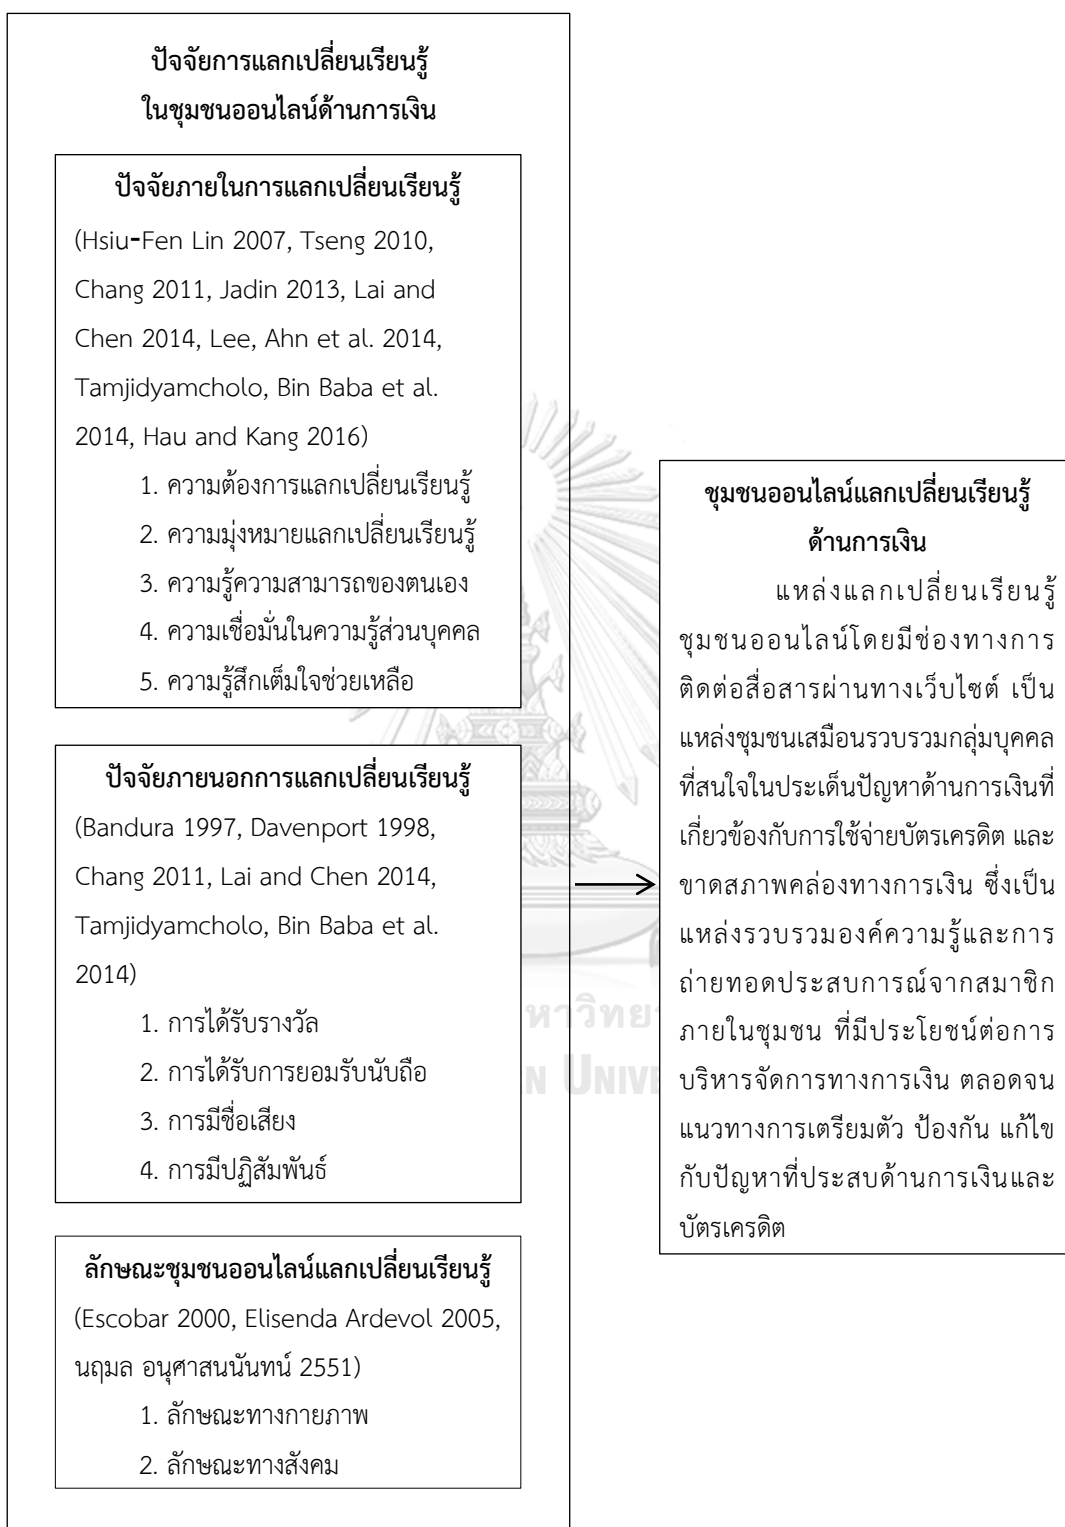 ปัจจัยการแลกเปลี่ยนเรียนรู้
ในชุมชนออนไลน์ด้านการเงิน
ปัจจัยภายในการแลกเปลี่ยนเรียนรู้
(Hsiu-Fen Lin 2007, Tseng 2010,
Chang 2011, Jadin 2013, Lai and
Chen 2014, Lee, Ahn et al. 2014,
Tamjidyamcholo, Bin Baba et al.
2014, Hau and Kang 2016)
1. ความต้องการแลกเปลี่ยนเรียนรู้
2. ความมุ่งหมายแลกเปลี่ยนเรียนรู้
3. ความรู้ความสามารถของตนเอง
4. ความเชื่อมั่นในความรู้ส่วนบุคคล
5. ความรู้สึกเต็มใจช่วยเหลือ
ปัจจัยภายนอกการแลกเปลี่ยนเรียนรู้
(Bandura 1997, Davenport 1998,
Chang 2011, Lai and Chen 2014,
Tamjidyamcholo, Bin Baba et al.
2014)
1. การได้รับรางวัล
2. การได้รับการยอมรับนับถือ
3. การมีชื่อเสียง
4. การมีปฏิสัมพันธ์
ลักษณะชุมชนออนไลน์แลกเปลี่ยนเรียนรู้
(Escobar 2000, Elisenda Ardevol 2005,
นฤมล อนุศาสนนันทน์ 2551)
1. ลักษณะทางกายภาพ
2. ลักษณะทางสังคม
ชุมชนออนไลน์แลกเปลี่ยนเรียนรู้
ด้านการเงิน
แหล่งแลกเปลี่ยนเรียนรู้
ชุมชนออนไลน์โดยมีช่องทางการ
ติดต่อสื่อสารผ่านทางเว็บไซต์ เป็น
แหล่งชุมชนเสมือนรวบรวมกลุ่มบุคคล
ที่สนใจในประเด็นปัญหาด้านการเงินที่
เกี่ยวข้องกับการใช้จ่ายบัตรเครดิต และ
ขาดสภาพคล่องทางการเงิน ซึ่งเป็น
แหล่งรวบรวมองค์ความรู้และการ
ถ่ายทอดประสบการณ์จากสมาชิก
ภายในชุมชน ที่มีประโยชน์ต่อการ
บริหารจัดการทางการเงิน ตลอดจน
แนวทางการเตรียมตัว ป้องกัน แก้ไข
กับปัญหาที่ประสบด้านการเงินและ
บัตรเครดิต